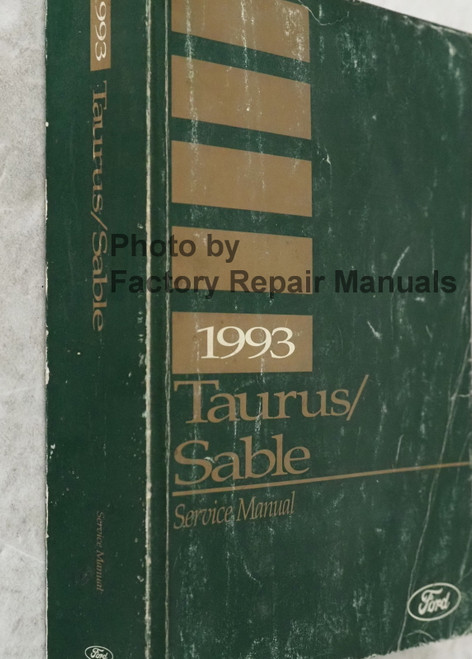 1993
Taurus/Sable
Service Manual
Ford
Photo by
Factory Repair Manuals
1993
Taurus/
Sable
Service Manual
Ford